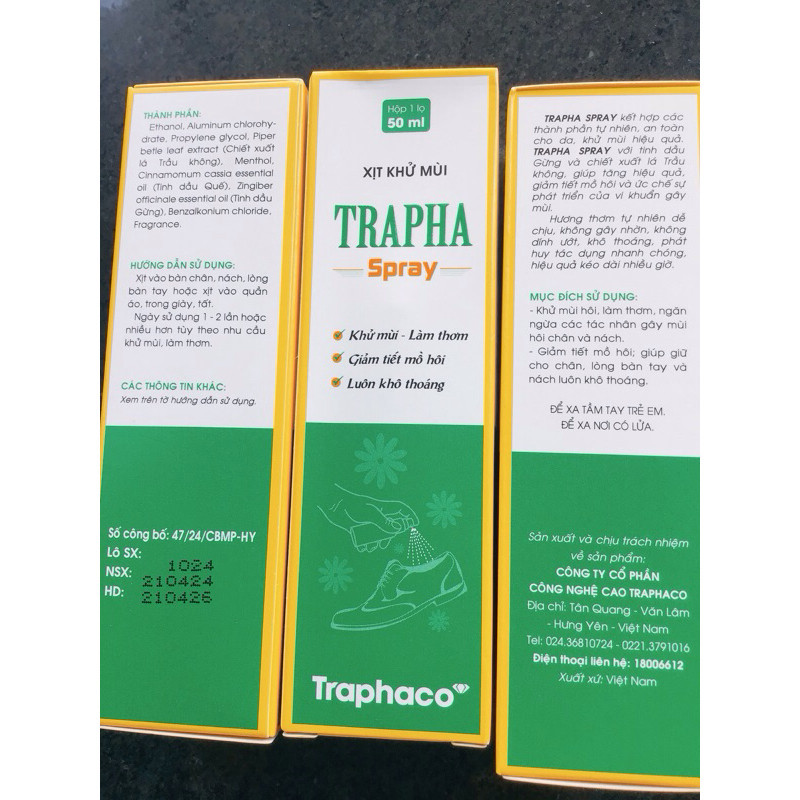 THÀNH PHẦN:
Ethanol, Aluminum chlorohy-
drate, Propylene glycol, Piper
betle leaf extract (Chiết xuất
lá Trầu không), Menthol,
Cinnamomum cassia essential
oil (Tinh dầu Quế), Zingiber
officinale essential oil (Tinh dầu
Gừng), Benzalkonium chloride,
Fragrance.
HƯỚNG DẪN SỬ DỤNG:
Xịt vào bàn chân, nách, lòng
bàn tay hoặc xịt vào quần
áo, trong giày, tất.
Ngày sử dụng 1 - 2 lần hoặc
nhiều hơn tùy theo nhu cầu
khử mùi, làm thơm.
CÁC THÔNG TIN KHÁC:
Xem trên tờ hướng dẫn sử dụng.
Số công bố: 47/24/CBMP-HY
Lô SX: 1024
NSX: 210424
HD: 210426
Hộp 1 lọ
50 ml
XỊT KHỬ MÙI
TRAPHA
Spray
Khử mùi - Làm thơm
Giảm tiết mồ hôi
Luôn khô thoáng
Traphaco
TRAPHA SPRAY kết hợp các
thành phần tự nhiên, an toàn
cho da, khử mùi hiệu quả.
TRAPHA SPRAY với tinh dầu
Gừng và chiết xuất lá Trầu
không, giúp tăng hiệu quả,
giảm tiết mồ hôi và ức chế sự
phát triển của vi khuẩn gây
mùi.
Hương thơm tự nhiên dễ
chịu, không gây nhờn, không
dính ướt, khô thoáng, phát
huy tác dụng nhanh chóng,
hiệu quả kéo dài nhiều giờ.
MỤC ĐÍCH SỬ DỤNG:
- Khử mùi hôi, làm thơm, ngăn
ngừa các tác nhân gây mùi
hôi chân và nách.
- Giảm tiết mồ hôi; giúp giữ
cho chân, lòng bàn tay và
nách luôn khô thoáng.
ĐỂ XA TẦM TAY TRẺ EM.
ĐỂ XA NƠI CÓ LỬA.
Sản xuất và chịu trách nhiệm
về sản phẩm:
CÔNG TY CỔ PHẦN
CÔNG NGHỆ CAO TRAPHACO
Địa chỉ: Tân Quang - Văn Lâm
- Hưng Yên - Việt Nam
Tel: 024.36810724 - 0221.3791016
Điện thoại liên hệ: 18006612
Xuất xứ: Việt Nam